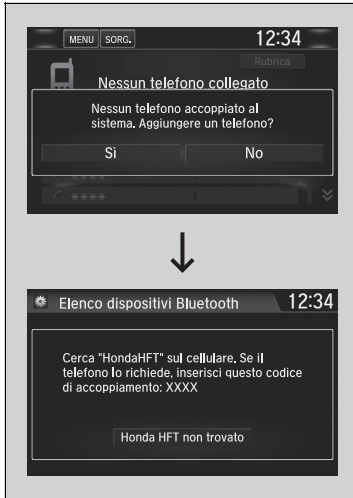 MENU SORG. 12:34
Rubrica
Nessun telefono collegato
Nessun telefono accoppiato al
sistema. Aggiungere un telefono?
Sì No
****
Elenco dispositivi Bluetooth 12:34
Cerca "HondaHFT" sul cellulare. Se il
telefono lo richiede, inserisci questo codice
di accoppiamento: XXXX
Honda HFT non trovato